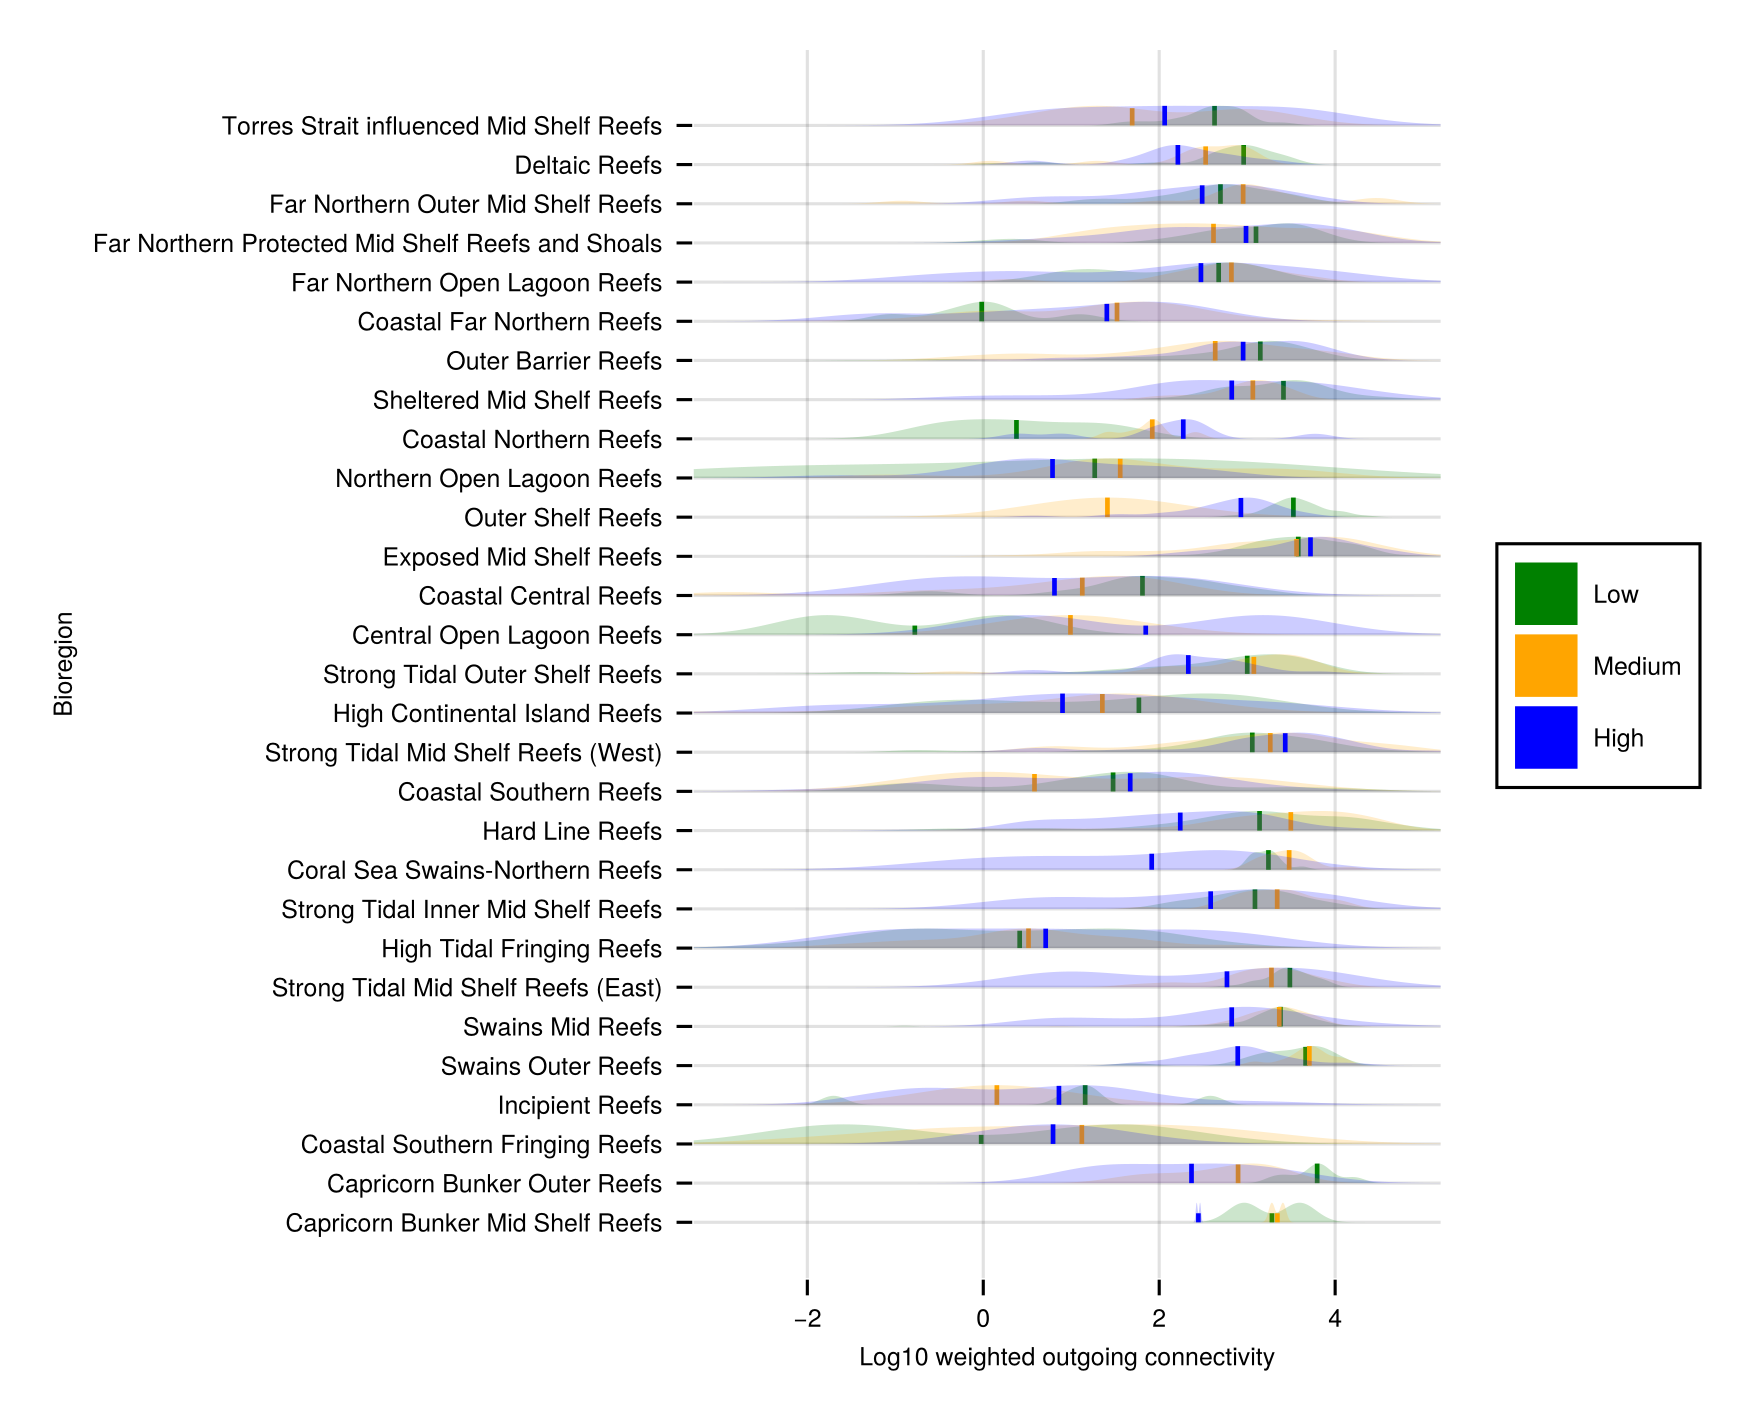 Torres Strait influenced Mid Shelf Reefs
Deltaic Reefs
Far Northern Outer Mid Shelf Reefs
Far Northern Protected Mid Shelf Reefs and Shoals
Far Northern Open Lagoon Reefs
Coastal Far Northern Reefs
Outer Barrier Reefs
Sheltered Mid Shelf Reefs
Coastal Northern Reefs
Northern Open Lagoon Reefs
Outer Shelf Reefs
Exposed Mid Shelf Reefs
Coastal Central Reefs
Central Open Lagoon Reefs
Strong Tidal Outer Shelf Reefs
High Continental Island Reefs
Strong Tidal Mid Shelf Reefs (West)
Coastal Southern Reefs
Hard Line Reefs
Coral Sea Swains-Northern Reefs
Strong Tidal Inner Mid Shelf Reefs
High Tidal Fringing Reefs
Strong Tidal Mid Shelf Reefs (East)
Swains Mid Reefs
Swains Outer Reefs
Incipient Reefs
Coastal Southern Fringing Reefs
Capricorn Bunker Outer Reefs
Capricorn Bunker Mid Shelf Reefs
Bioregion
−2 0 2 4
Log10 weighted outgoing connectivity
Low
Medium
High